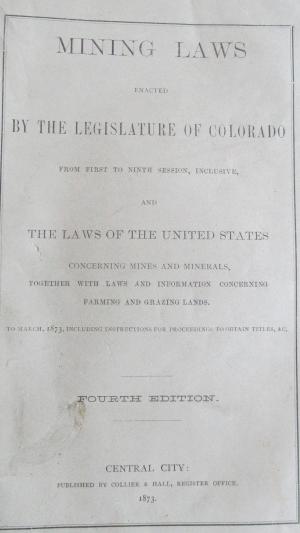 MINING LAWS
ENACTED
BY THE LEGISLATURE OF COLORADO
FROM FIRST TO NINTH SESSION, INCLUSIVE,
AND
THE LAWS OF THE UNITED STATES
CONCERNING MINES AND MINERALS,
TOGETHER WITH LAWS AND INFORMATION CONCERNING
FARMING AND GRAZING LANDS.
TO MARCH, 1873, INCLUDING INSTRUCTIONS FOR PROCEEDINGS TO OBTAIN TITLES, &C.
FOURTH EDITION.
CENTRAL CITY:
PUBLISHED BY COLLIER & HALL, REGISTER OFFICE.
1873.